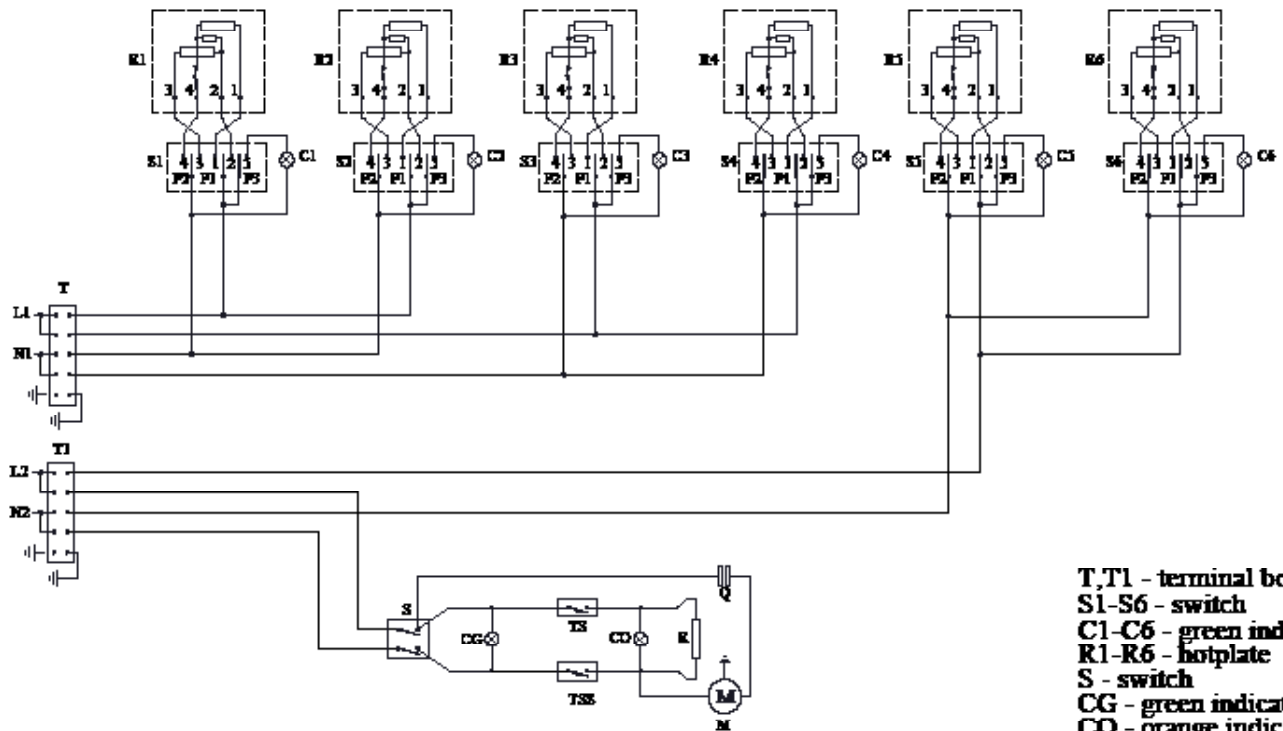 R1 R2 R3 R4 R5 R6
3 4 2 1 3 4 2 1 3 4 2 1 3 4 2 1 3 4 2 1 3 4 2 1
S1 4 3 1 2 3 C1 S2 4 3 1 2 3 C2 S3 4 3 1 2 3 C3 S4 4 3 1 2 3 C4 S5 4 3 1 2 3 C5 S6 4 3 1 2 3 C6
P2 P1 P3 P2 P1 P3 P2 P1 P3 P2 P1 P3 P2 P1 P3 P2 P1 P3
T
L1
N1
T1
L2
N2
S
Q
TS
CG
CO
R
TSS
M
M
T,T1 - terminal bo
S1-S6 - switch
C1-C6 - green ind
R1-R6 - hotplate
S - switch
CG - green indicat
CO - orange indic